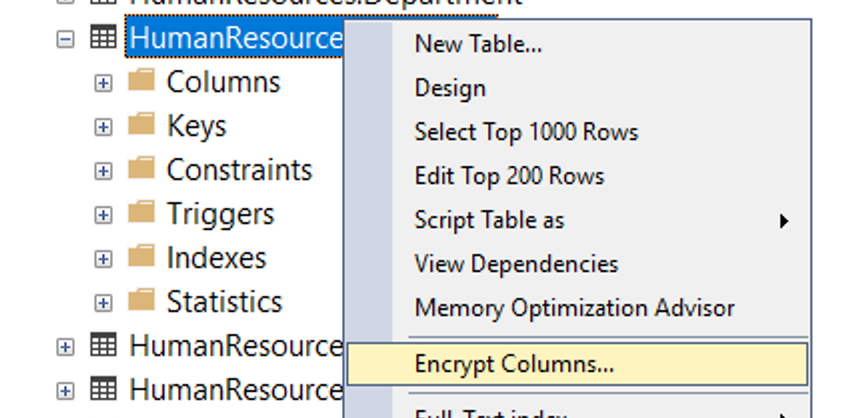 HumanResources.Department
HumanResource
Columns
Keys
Constraints
Triggers
Indexes
Statistics
HumanResource
HumanResource
New Table...
Design
Select Top 1000 Rows
Edit Top 200 Rows
Script Table as
View Dependencies
Memory Optimization Advisor
Encrypt Columns...
Full-Text index